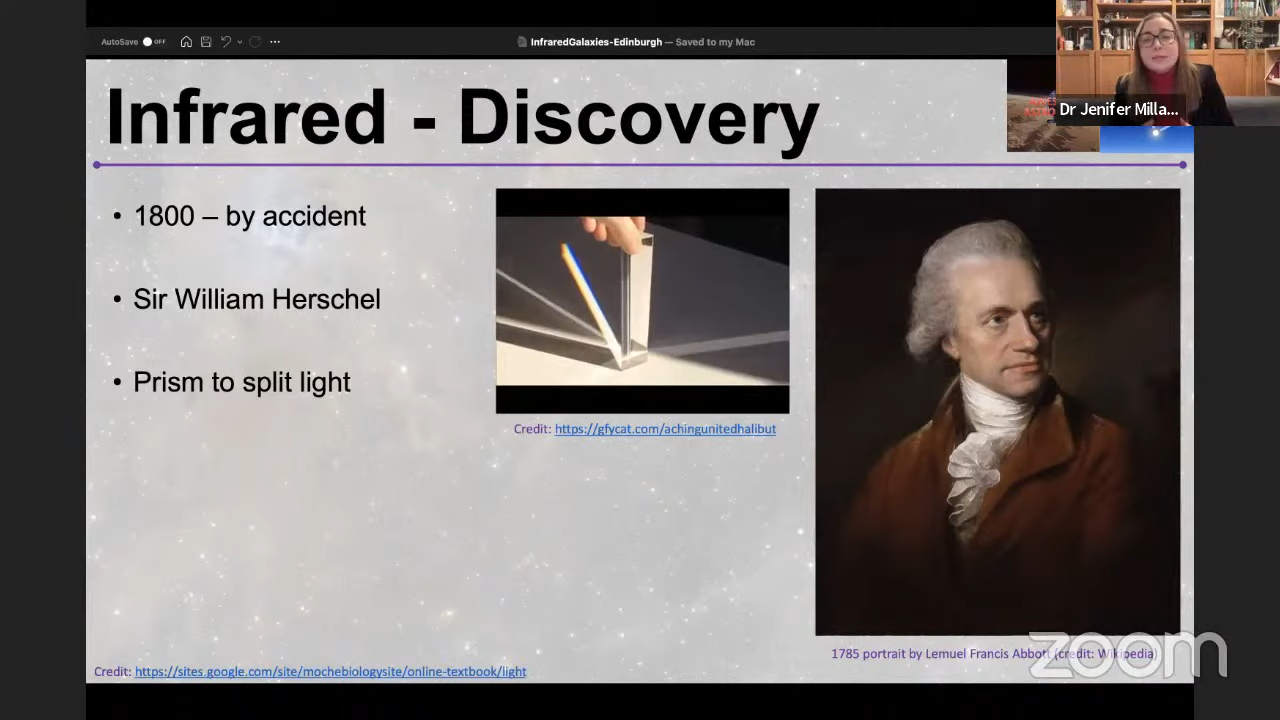 AutoSave OFF
InfraredGalaxies-Edinburgh — Saved to my Mac
Dr Jenifer Milla...
Infrared - Discovery
• 1800 – by accident
• Sir William Herschel
• Prism to split light
Credit: https://gfycat.com/achingunitedhalibut
1785 portrait by Lemuel Francis Abbott (credit: Wikipedia)
zoom
Credit: https://sites.google.com/site/mochebiologysite/online-textbook/light